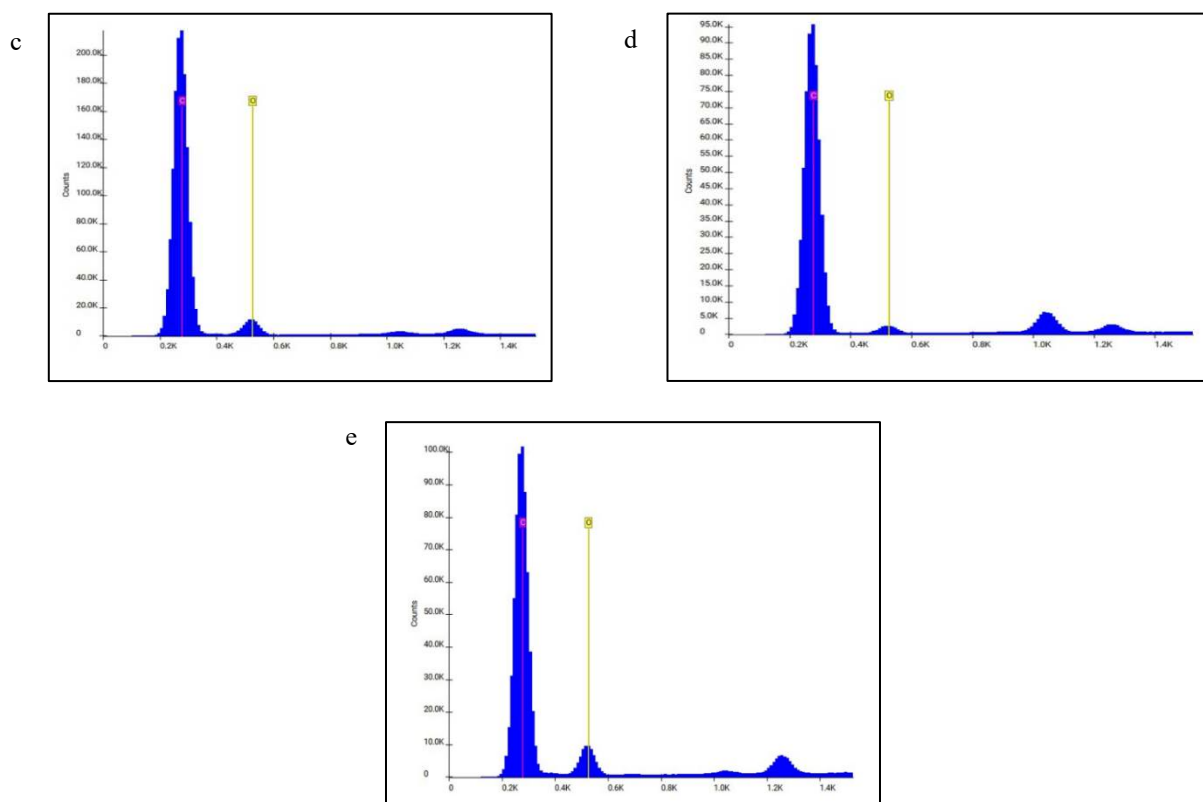 c
200.0K
180.0K
160.0K
140.0K
120.0K
100.0K
80.0K
60.0K
40.0K
20.0K
0
Counts
C
O
0 0.2K 0.4K 0.6K 0.8K 1.0K 1.2K 1.4K
d
95.0K
90.0K
85.0K
80.0K
75.0K
70.0K
65.0K
60.0K
55.0K
50.0K
45.0K
40.0K
35.0K
30.0K
25.0K
20.0K
15.0K
10.0K
5.0K
0
Counts
C
O
0 0.2K 0.4K 0.6K 0.8K 1.0K 1.2K 1.4K
e
100.0K
90.0K
80.0K
70.0K
60.0K
50.0K
40.0K
30.0K
20.0K
10.0K
0
Counts
C
O
0 0.2K 0.4K 0.6K 0.8K 1.0K 1.2K 1.4K